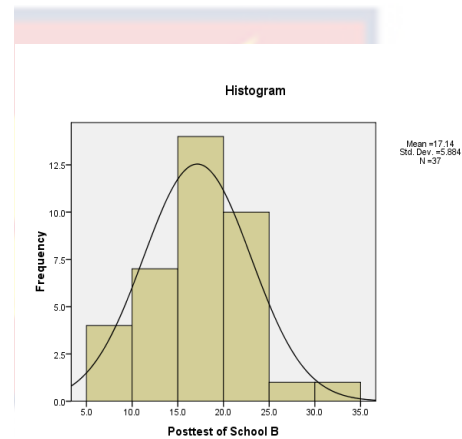 Histogram
Mean =17.14
Std. Dev. =5.884
N =37
Frequency
12.5
10.0
7.5
5.0
2.5
0.0
5.0 10.0 15.0 20.0 25.0 30.0 35.0
Posttest of School B